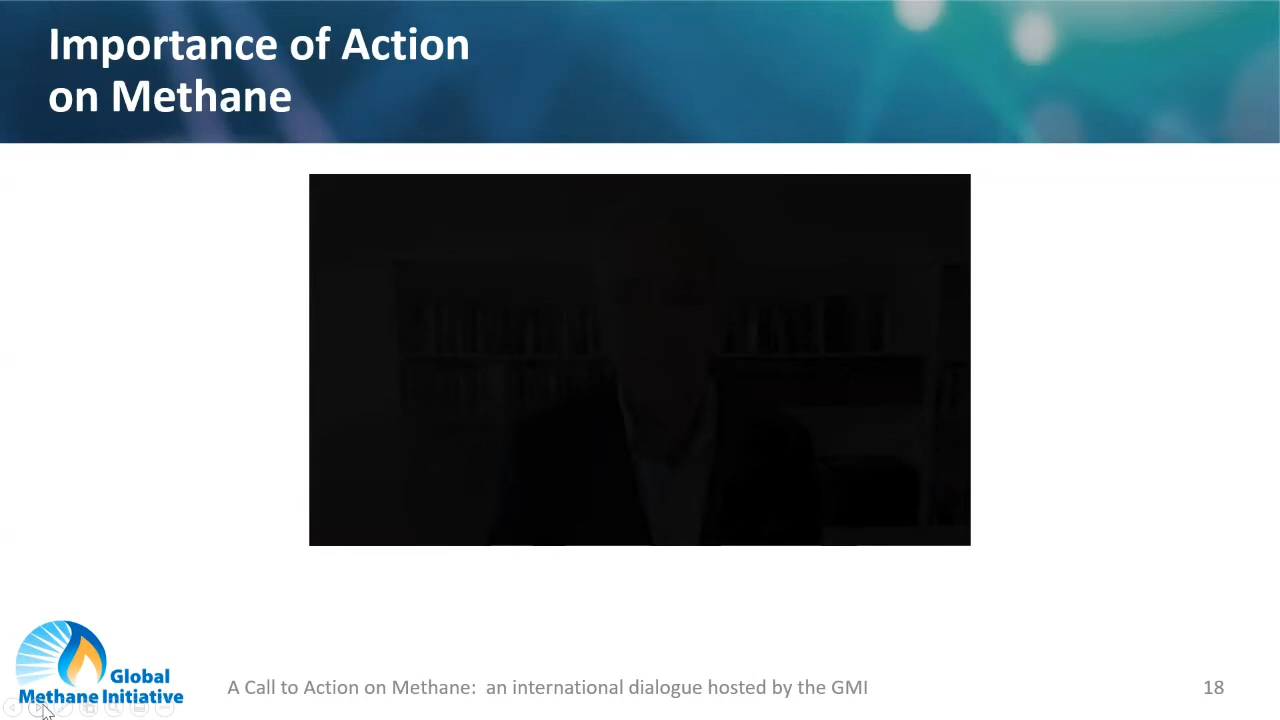 Importance of Action
on Methane
Global
Methane Initiative
A Call to Action on Methane:  an international dialogue hosted by the GMI
18